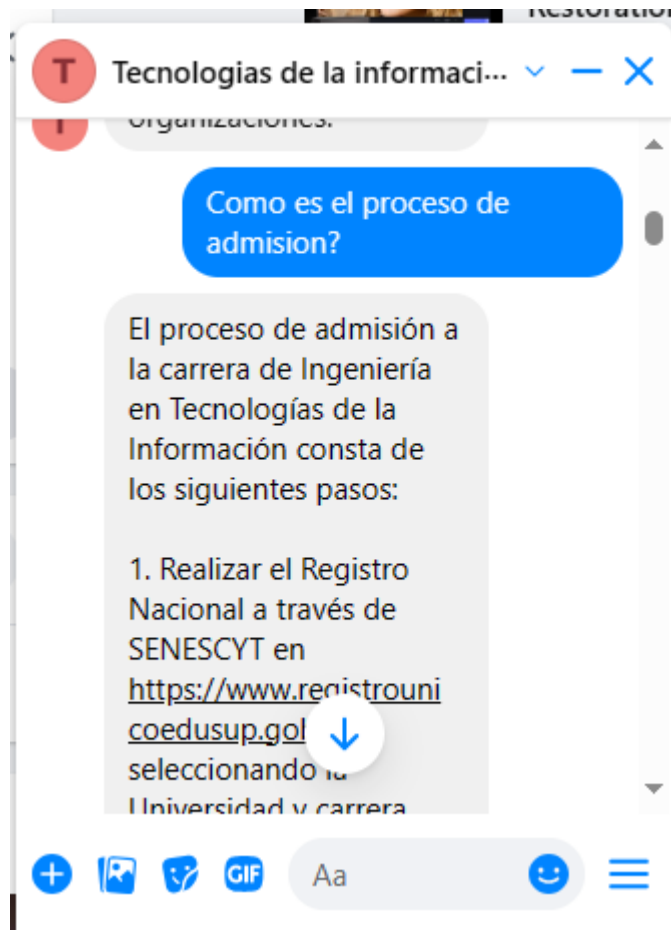 Restoration
Tecnologias de la informaci...
organizaciones.
Como es el proceso de
admision?
El proceso de admisión a
la carrera de Ingeniería
en Tecnologías de la
Información consta de
los siguientes pasos:
1. Realizar el Registro
Nacional a través de
SENESCYT en
https://www.registrouni
coedusup.gob
seleccionando la
Universidad y carrera
GIF
Aa